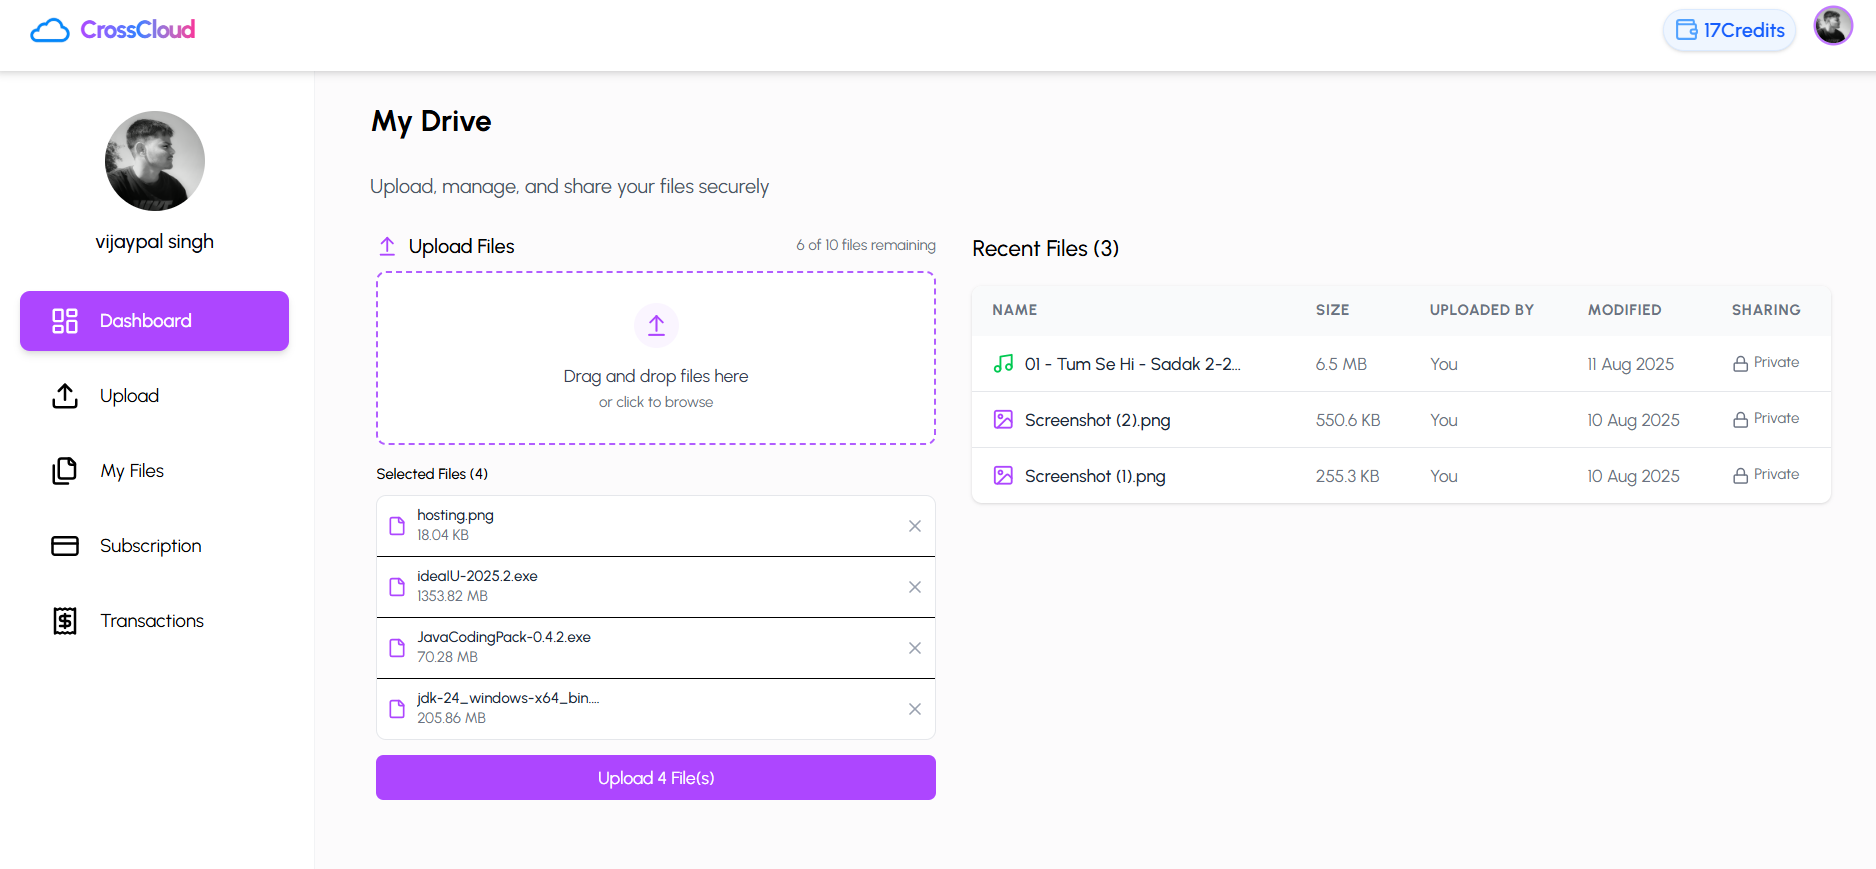 CrossCloud
17Credits
vijaypal singh
Dashboard
Upload
My Files
Subscription
Transactions
My Drive
Upload, manage, and share your files securely
Upload Files
6 of 10 files remaining
Drag and drop files here
or click to browse
Selected Files (4)
hosting.png
18.04 KB
idealU-2025.2.exe
1353.82 MB
JavaCodingPack-0.4.2.exe
70.28 MB
jdk-24_windows-x64_bin....
205.86 MB
Upload 4 File(s)
Recent Files (3)
NAME SIZE UPLOADED BY MODIFIED SHARING
01 - Tum Se Hi - Sadak 2-2... 6.5 MB You 11 Aug 2025 Private
Screenshot (2).png 550.6 KB You 10 Aug 2025 Private
Screenshot (1).png 255.3 KB You 10 Aug 2025 Private